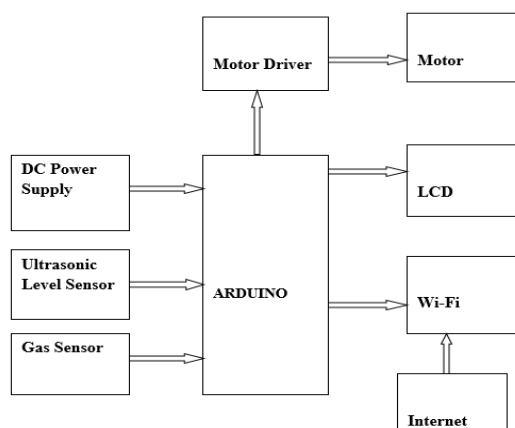 Motor Driver
Motor
DC Power
Supply
LCD
Ultrasonic
Level Sensor
ARDUINO
Wi-Fi
Gas Sensor
Internet